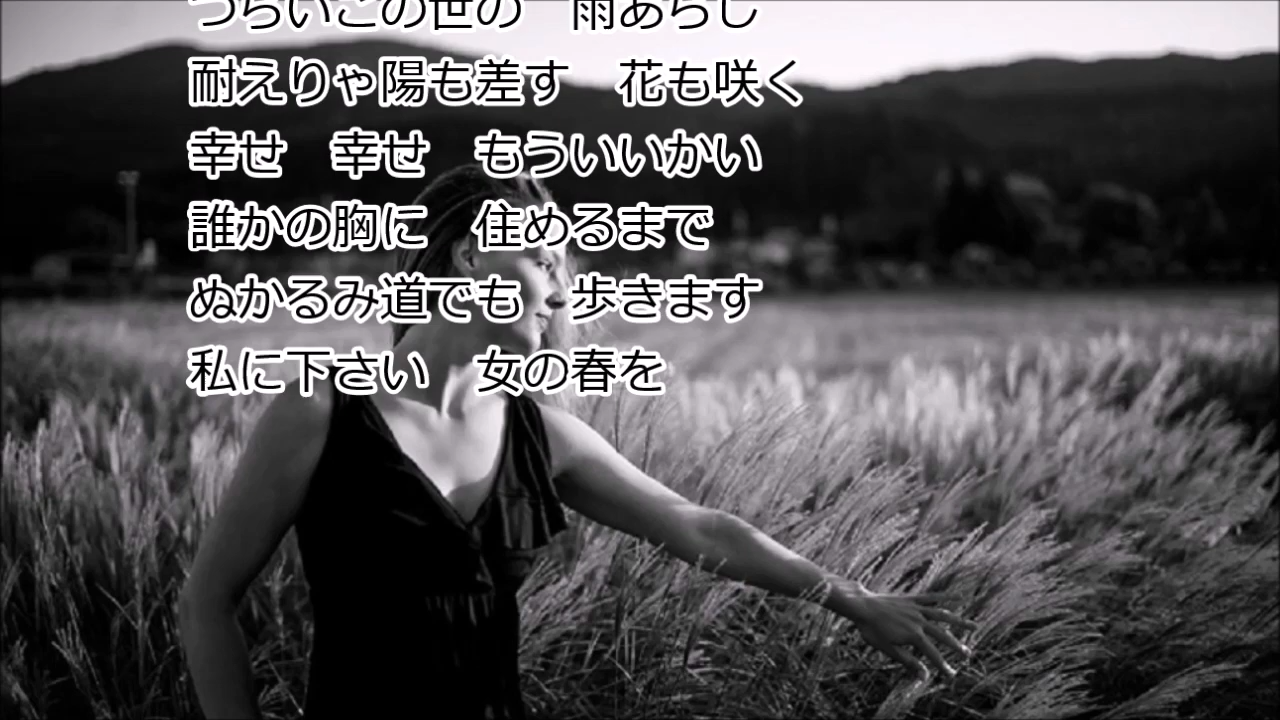 つらいこの世の　雨あらし
耐えりゃ陽も差す　花も咲く
幸せ　幸せ　もういいかい
誰かの胸に　住めるまで
ぬかるみ道でも　歩きます
私に下さい　女の春を